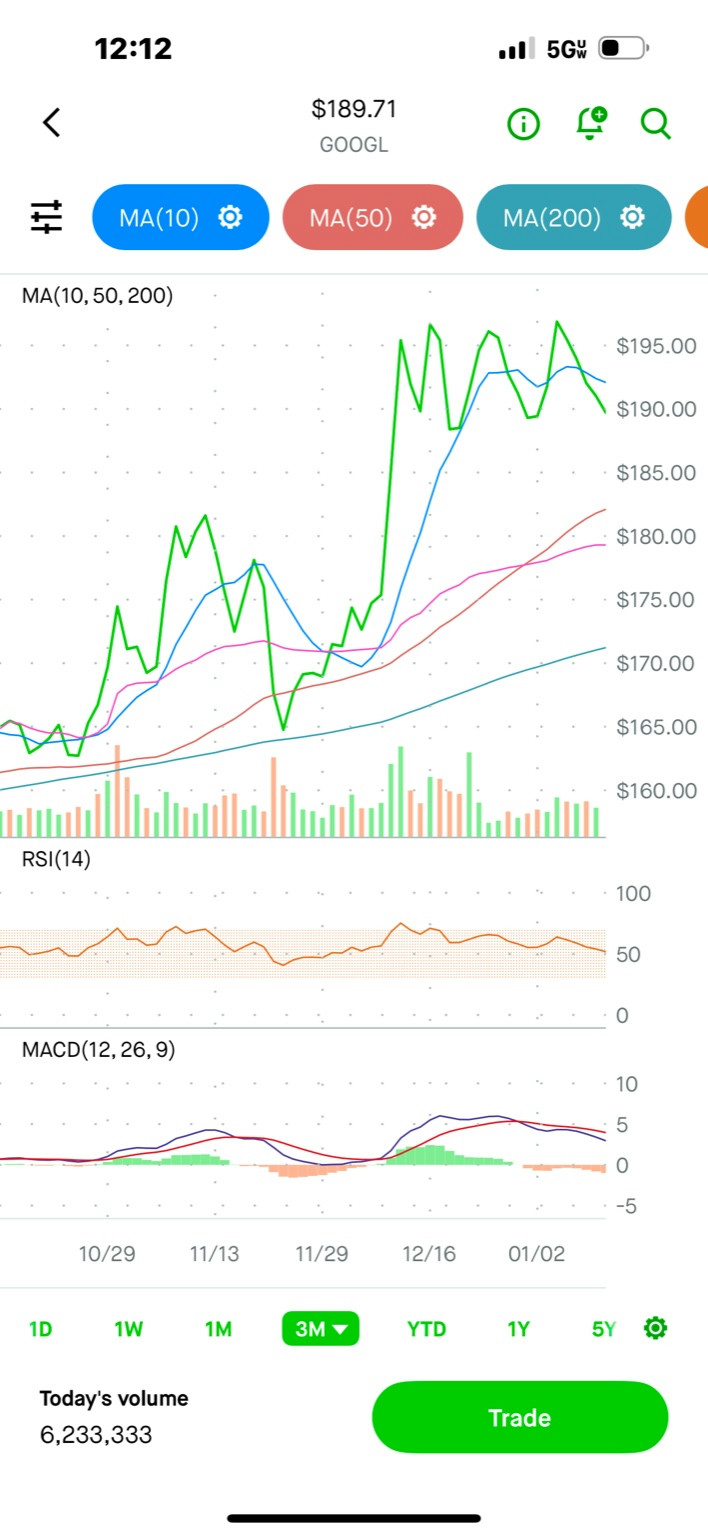 12:12
5GUW
$189.71
GOOGL
MA(10)
MA(50)
MA(200)
MA(10, 50, 200)
$195.00
$190.00
$185.00
$180.00
$175.00
$170.00
$165.00
$160.00
RSI(14)
100
50
0
MACD(12, 26, 9)
10
5
0
-5
10/29 11/13 11/29 12/16 01/02
1D 1W 1M 3M YTD 1Y 5Y
Today's volume
6,233,333
Trade